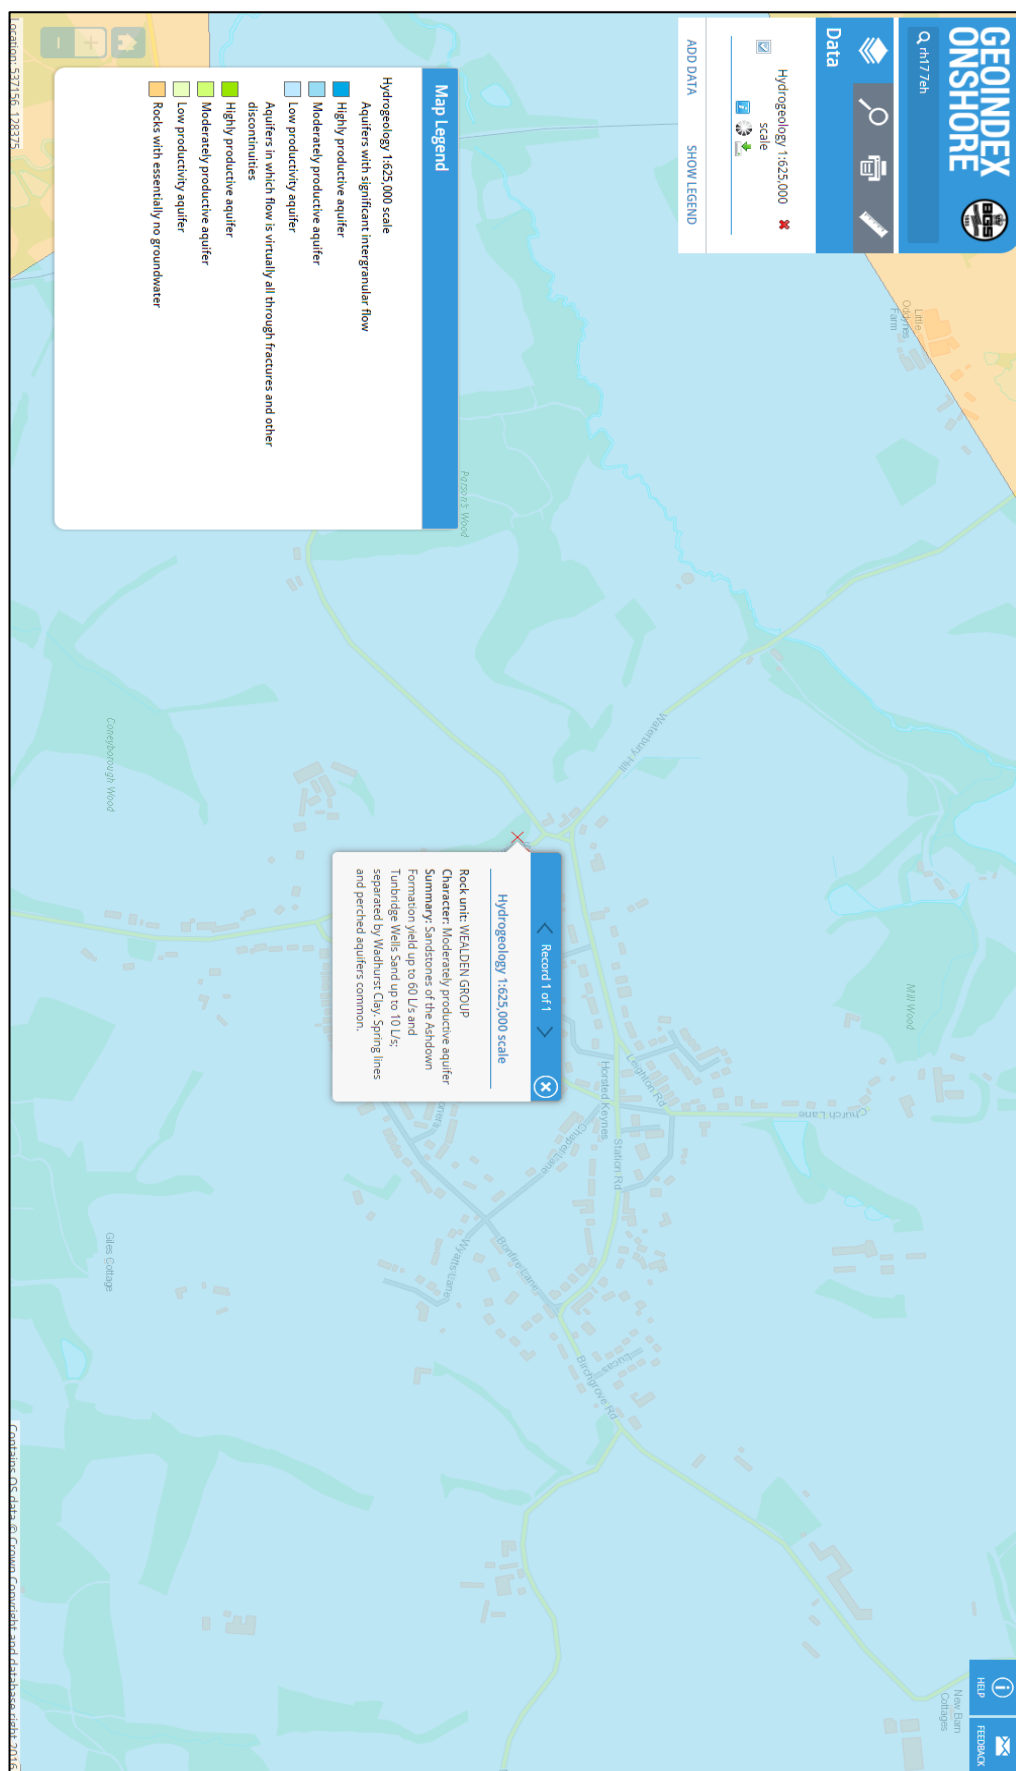 GEOINDEX
ONSHORE
BGS
rh17 7eh
Data
Hydrogeology 1:625,000
scale
ADD DATA
SHOW LEGEND
Map Legend
Hydrogeology 1:625,000 scale
Aquifers with significant intergranular flow
Highly productive aquifer
Moderately productive aquifer
Low productivity aquifer
Aquifers in which flow is virtually all through fractures and other
discontinuities
Highly productive aquifer
Moderately productive aquifer
Low productivity aquifer
Rocks with essentially no groundwater
Location: 537156, 128375
Little
Oddynes
Farm
Parson's Wood
Waterbury Hill
Coneyborough Wood
Record 1 of 1
Hydrogeology 1:625,000 scale
Rock unit: WEALDEN GROUP
Character: Moderately productive aquifer
Summary: Sandstones of the Ashdown
Formation yield up to 60 L/s and
Tunbridge Wells Sand up to 10 L/s;
separated by Wadhurst Clay. Spring lines
and perched aquifers common.
Mill Wood
Church Lane
Leighton Rd
Horsted Keynes
Station Rd
Chapel Lane
Bonfire Lane
Wyatts Lane
Giles Cottage
Lucas
Birchgrove Rd
New Barn
Cottages
HELP
FEEDBACK
Contains OS data © Crown Copyright and database right 2016